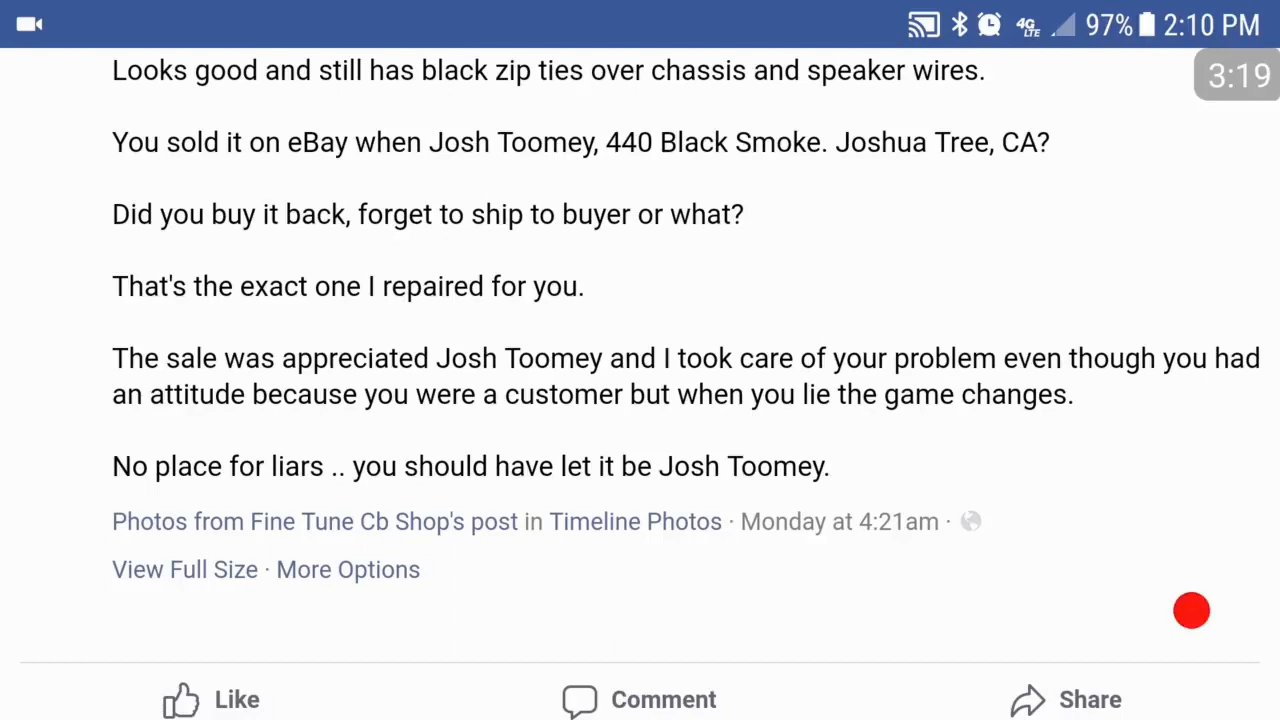 4G LTE 97% 2:10 PM
3:19
Looks good and still has black zip ties over chassis and speaker wires.
You sold it on eBay when Josh Toomey, 440 Black Smoke. Joshua Tree, CA?
Did you buy it back, forget to ship to buyer or what?
That's the exact one I repaired for you.
The sale was appreciated Josh Toomey and I took care of your problem even though you had
an attitude because you were a customer but when you lie the game changes.
No place for liars .. you should have let it be Josh Toomey.
Photos from Fine Tune Cb Shop's post in Timeline Photos · Monday at 4:21am ·
View Full Size · More Options
Like Comment Share